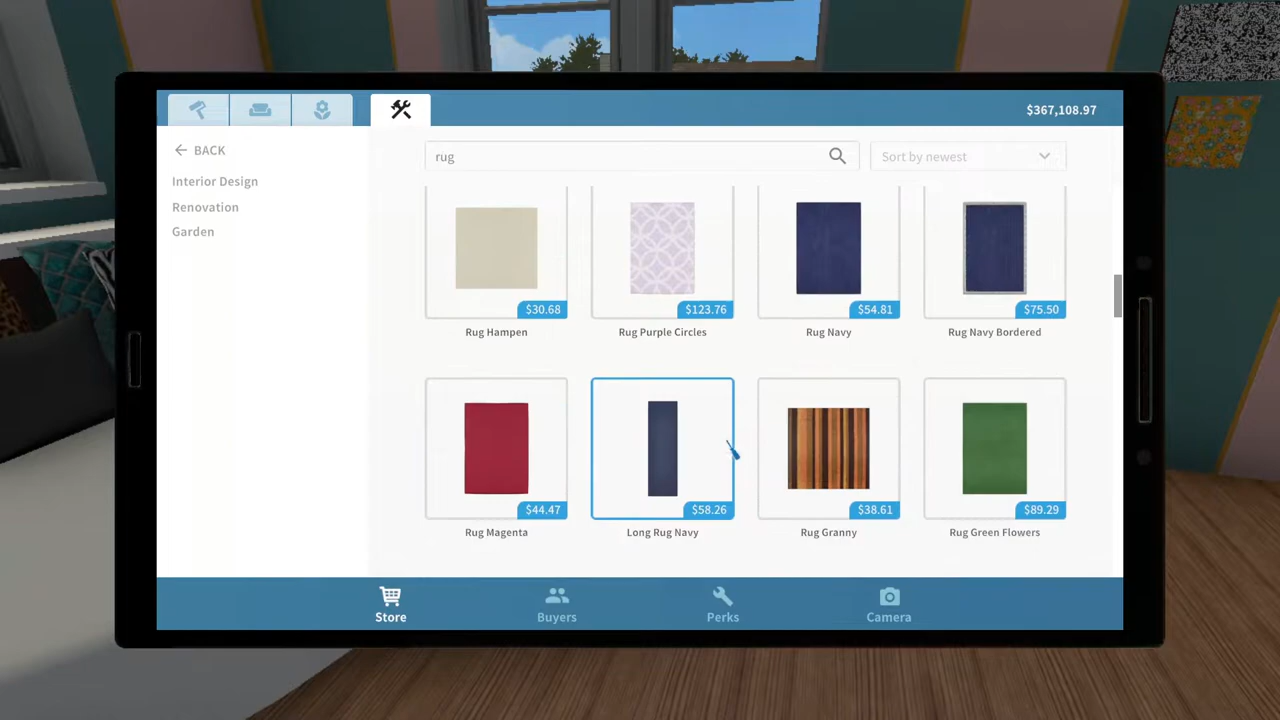 $367,108.97
BACK
rug
Sort by newest
Interior Design
Renovation
Garden
$30.68
$123.76
$54.81
$75.50
Rug Hampen
Rug Purple Circles
Rug Navy
Rug Navy Bordered
$44.47
$58.26
$38.61
$89.29
Rug Magenta
Long Rug Navy
Rug Granny
Rug Green Flowers
Store
Buyers
Perks
Camera